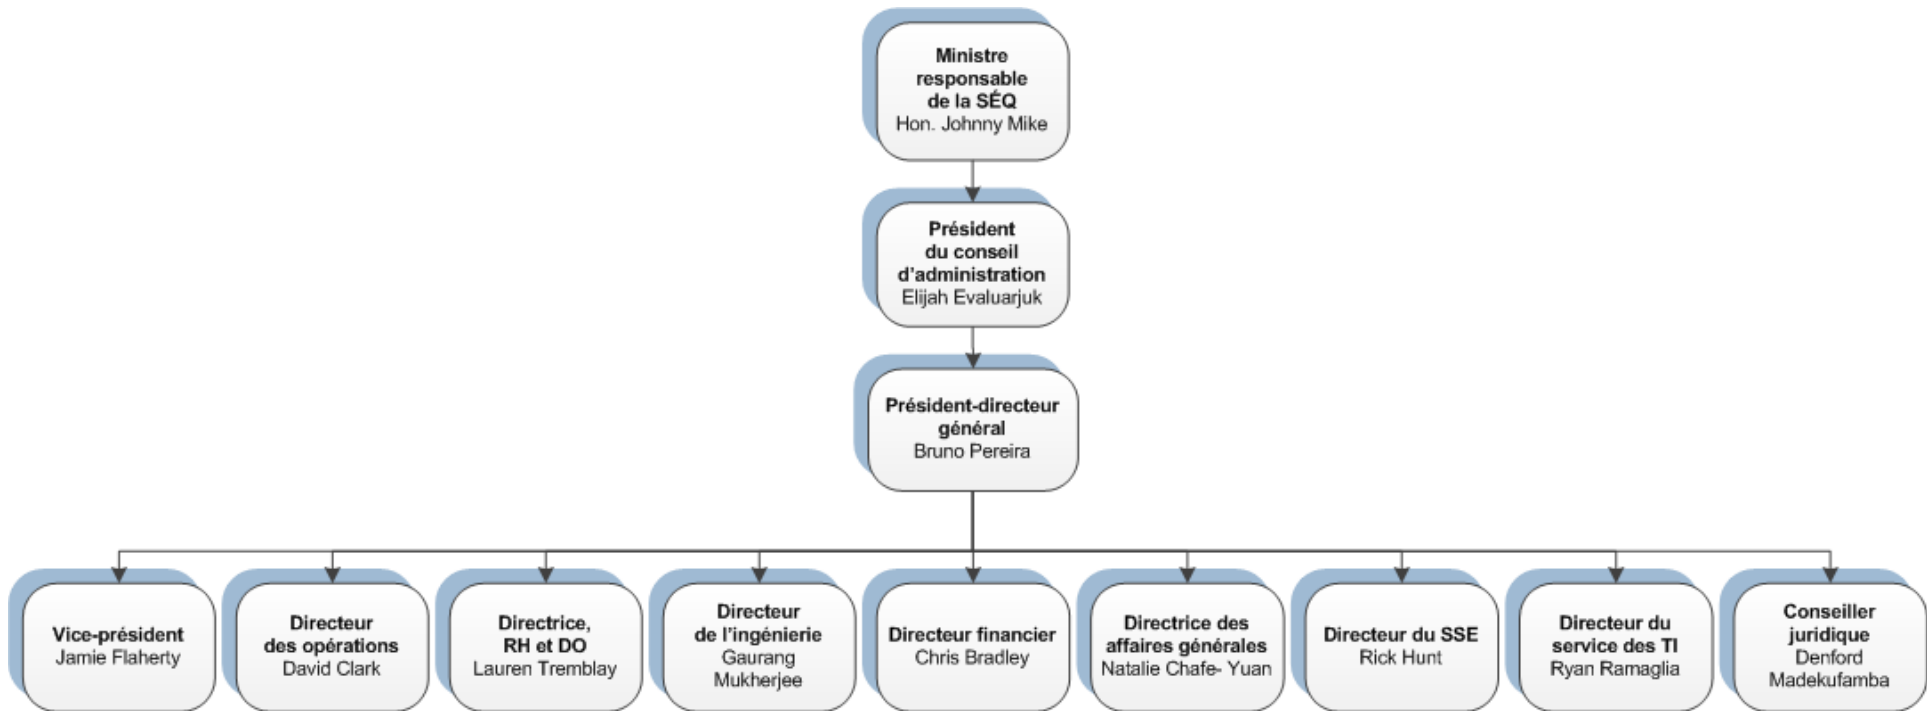 Ministre
responsable
de la SÉQ
Hon. Johnny Mike
Président
du conseil
d’administration
Elijah Evaluarjuk
Président-directeur
général
Bruno Pereira
Vice-président
Jamie Flaherty
Directeur
des opérations
David Clark
Directrice,
RH et DO
Lauren Tremblay
Directeur
de l’ingénierie
Gaurang
Mukherjee
Directeur financier
Chris Bradley
Directrice des
affaires générales
Natalie Chafe- Yuan
Directeur du SSE
Rick Hunt
Directeur du
service des TI
Ryan Ramaglia
Conseiller
juridique
Denford
Madekufamba